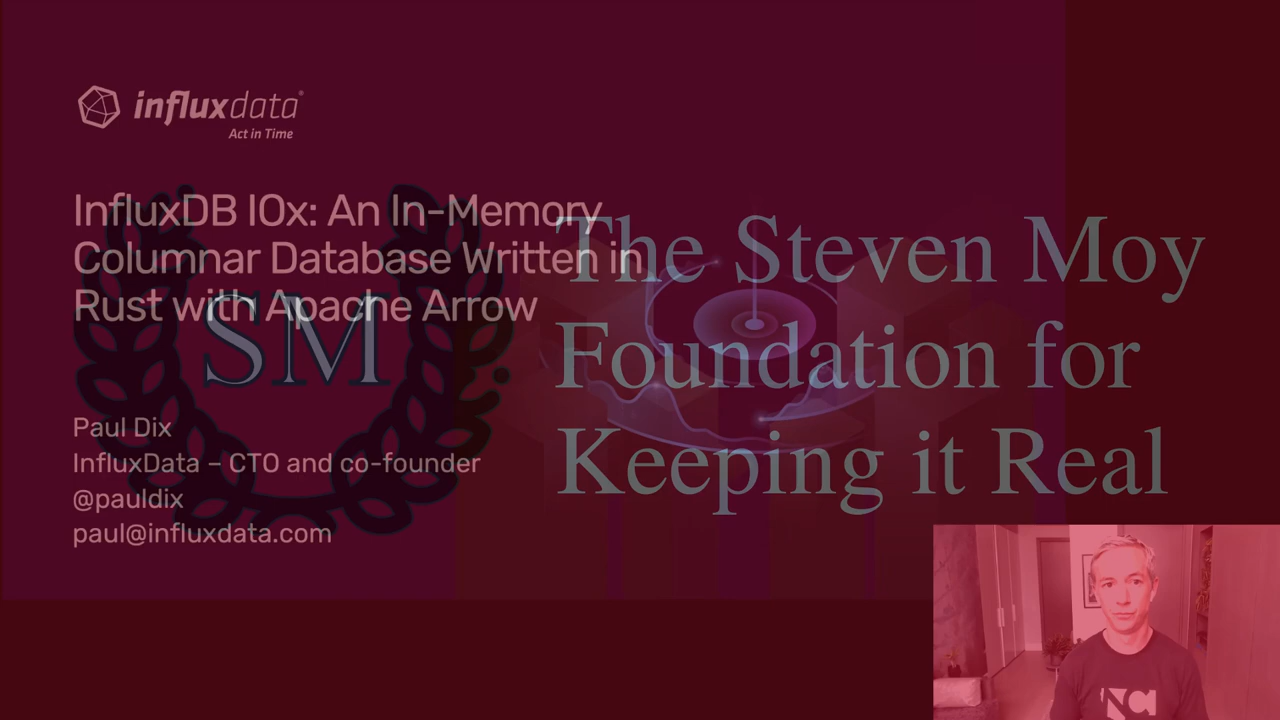 influxdata
Act in Time
InfluxDB IOx: An In-Memory
Columnar Database Written in
Rust with Apache Arrow
Paul Dix
InfluxData – CTO and co-founder
@pauldix
paul@influxdata.com
SM
The Steven Moy
Foundation for
Keeping it Real